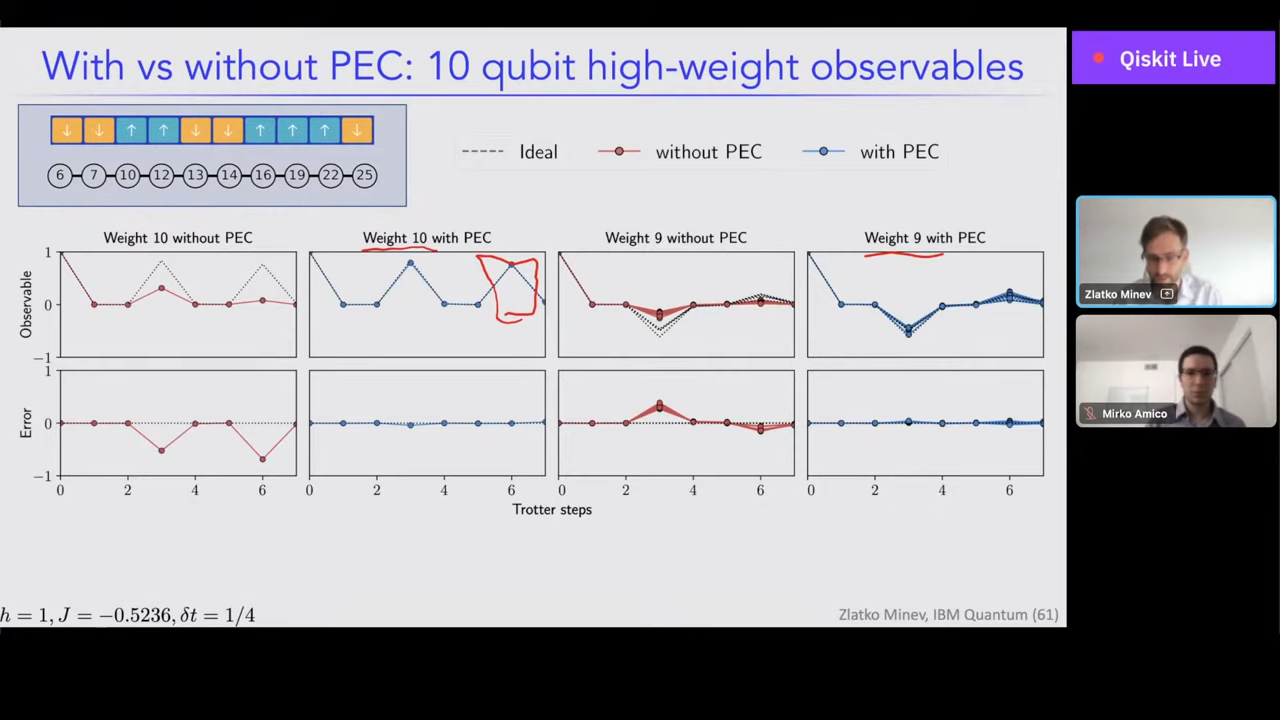 With vs without PEC: 10 qubit high-weight observables
Qiskit Live
↓ ↓ ↑ ↑ ↓ ↓ ↑ ↑ ↑ ↓
6 7 10 12 13 14 16 19 22 25
Ideal without PEC with PEC
Weight 10 without PEC Weight 10 with PEC Weight 9 without PEC Weight 9 with PEC
Observable
1
0
−1
Error
1
0
−1
0 2 4 6 0 2 4 6 0 2 4 6 0 2 4 6
Trotter steps
h = 1, J = −0.5236, δt = 1/4
Zlatko Minev, IBM Quantum (61)
Zlatko Minev
Mirko Amico